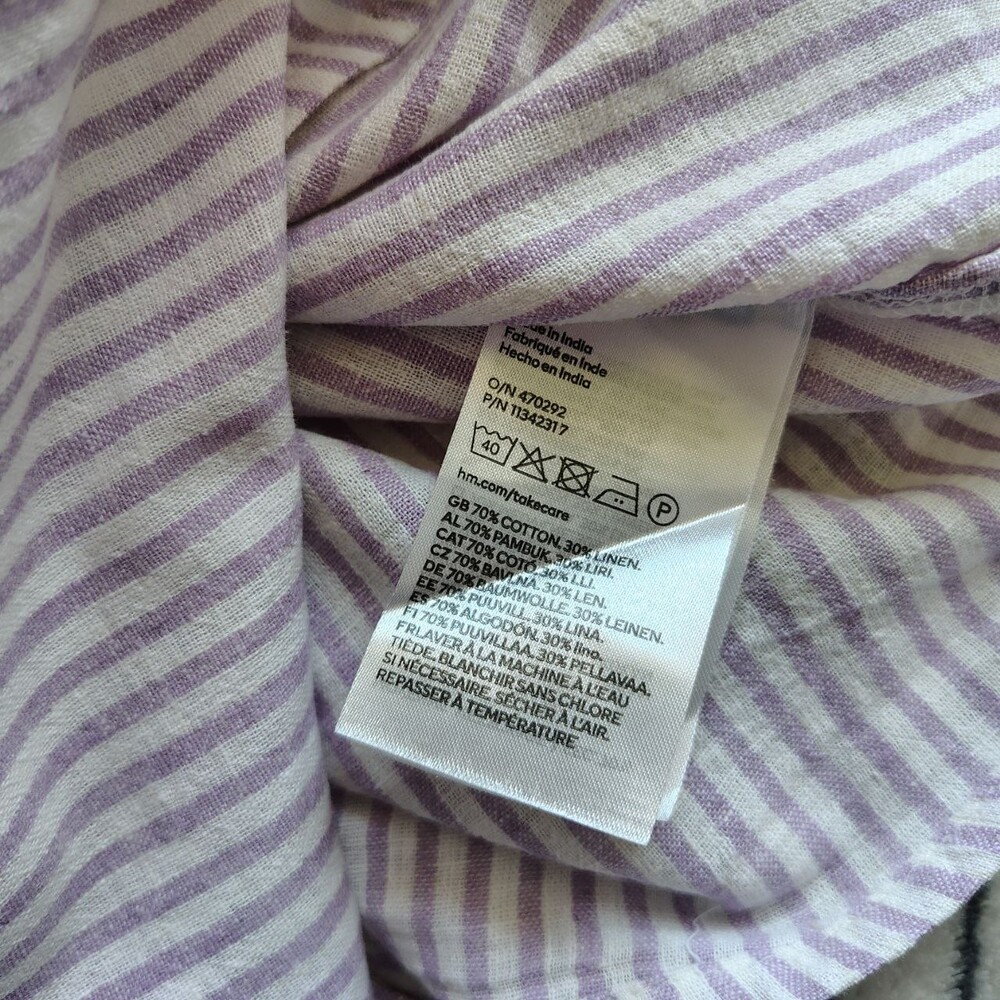 in India
Fabriqué en Inde
Hecho en India
O/N 470292
P/N 11342317
40
P
hm.com/takecare
GB 70% COTTON. 30% LINEN.
AL 70% PAMBUK. 30% LIRI.
CAT 70% COTÓ. 30% LLI.
CZ 70% BAVLNA. 30% LEN.
DE 70% BAUMWOLLE. 30% LEINEN.
EE 70% PUUVILL. 30% LINA.
ES 70% ALGODÓN. 30% lino.
FI 70% PUUVILLAA. 30% PELLAVAA.
FR LAVER À LA MACHINE À L'EAU
TIÈDE. BLANCHIR SANS CHLORE
SI NÉCESSAIRE. SÉCHER À L'AIR.
REPASSER À TEMPÉRATURE